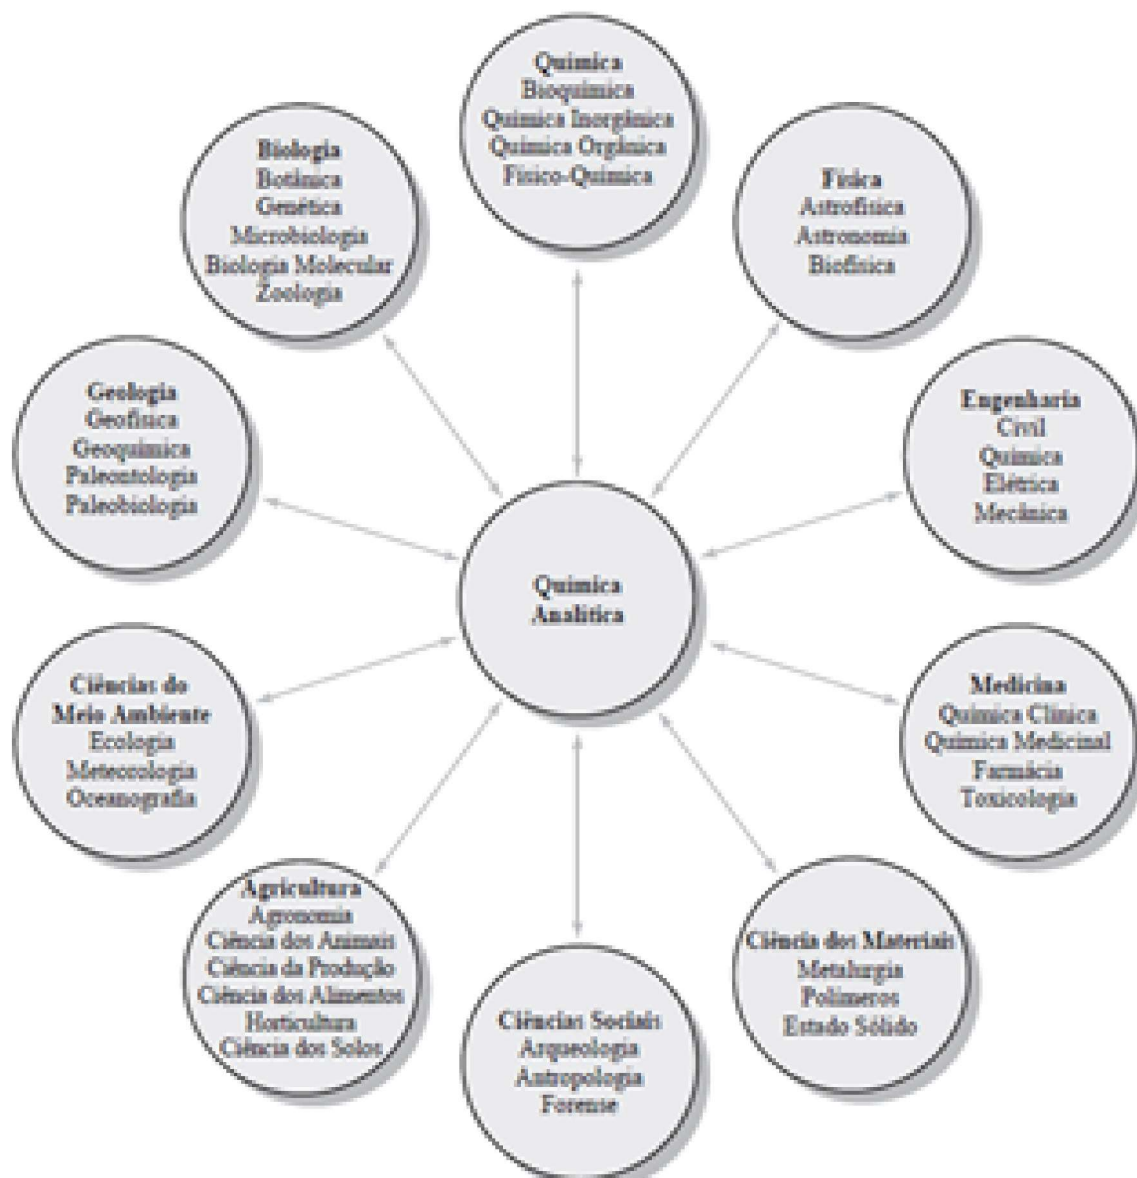 Química
Bioquímica
Química Inorgânica
Química Orgânica
Físico-Química
Física
Astrofísica
Astronomia
Biofísica
Engenharia
Civil
Química
Elétrica
Mecânica
Medicina
Química Clínica
Química Medicinal
Farmácia
Toxicologia
Ciência dos Materiais
Metalurgia
Polímeros
Estado Sólido
Ciências Sociais
Arqueologia
Antropologia
Forense
Agricultura
Agronomia
Ciência dos Animais
Ciência da Produção
Ciência dos Alimentos
Horticultura
Ciência dos Solos
Ciências do
Meio Ambiente
Ecologia
Meteorologia
Oceanografia
Geologia
Geofísica
Geoquímica
Paleontologia
Paleobiologia
Biologia
Botânica
Genética
Microbiologia
Biologia Molecular
Zoologia
Química
Analítica